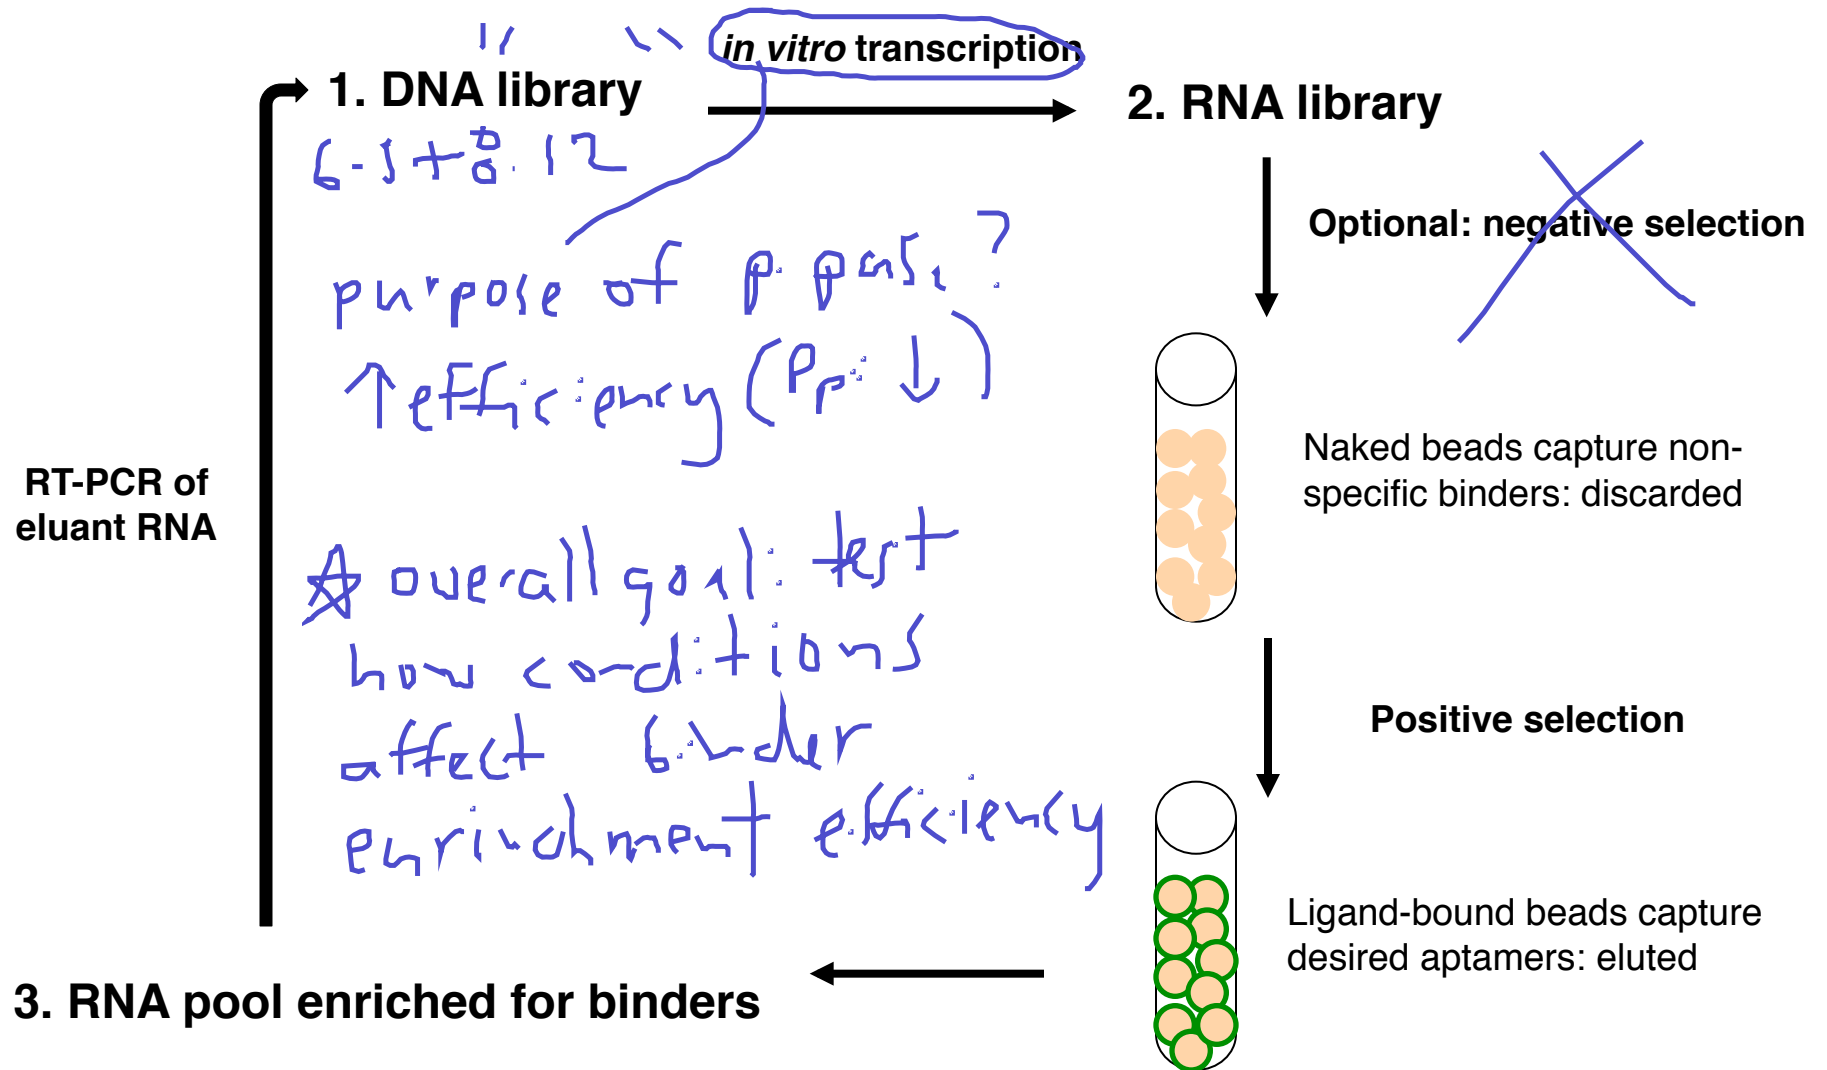 in vitro transcription
1. DNA library
2. RNA library
6-5+8.12
Optional: negative selection
purpose of p. pas. ?
↑ efficiency (PPi ↓)
Naked beads capture non-
specific binders: discarded
RT-PCR of
eluant RNA
☆ overall goal: test
how conditions
affect binder
enrichment efficiency
Positive selection
Ligand-bound beads capture
desired aptamers: eluted
3. RNA pool enriched for binders